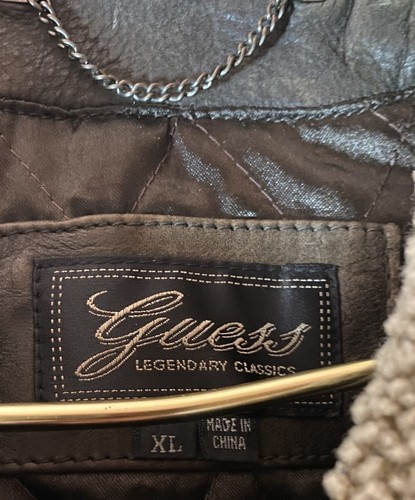 Guess
LEGENDARY CLASSICS
XL
MADE IN
CHINA